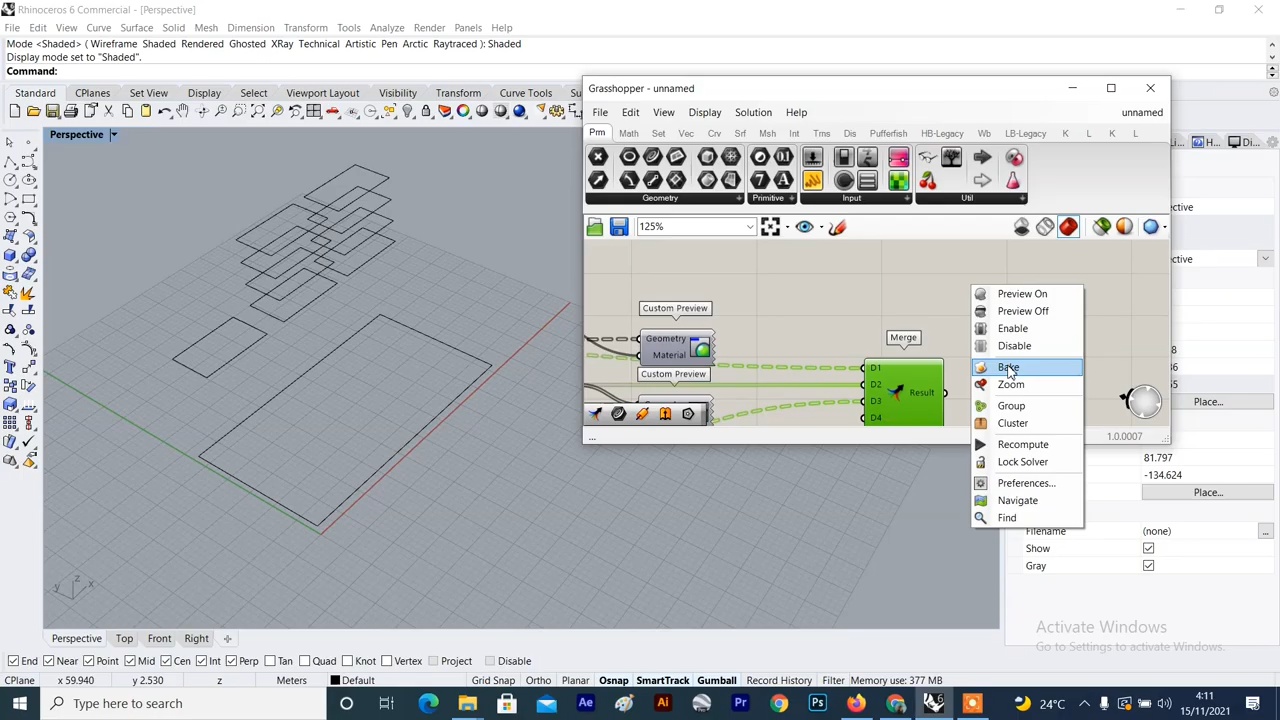 Rhinoceros 6 Commercial - [Perspective]
File Edit View Curve Surface Solid Mesh Dimension Transform Tools Analyze Render Panels Help
Mode <Shaded> ( Wireframe Shaded Rendered Ghosted XRay Technical Artistic Pen Arctic Raytraced ): Shaded
Display mode set to "Shaded".
Command:
Standard CPlanes Set View Display Select Viewport Layout Visibility Transform Curve Tools Su
Perspective
Grasshopper - unnamed
File Edit View Display Solution Help unnamed
Prm Math Set Vec Crv Srf Msh Int Trns Dis Pufferfish HB-Legacy Wb LB-Legacy K L K L
Geometry Primitive Input Util
125%
Custom Preview
Geometry
Material
Custom Preview
Merge
D1
D2
D3
D4
Result
...
1.0.0007
Preview On
Preview Off
Enable
Disable
Bake
Zoom
Group
Cluster
Recompute
Lock Solver
Preferences...
Navigate
Find
Li... H... Di...
rspective
rspective
8
36
55
Place...
81.797
-134.624
Place...
Filename (none) ...
Show
Gray
Activate Windows
Go to Settings to activate Windows.
z
y x
Perspective Top Front Right
End Near Point Mid Cen Int Perp Tan Quad Knot Vertex Project Disable
CPlane x 59.940 y 2.530 z Meters Default Grid Snap Ortho Planar Osnap SmartTrack Gumball Record History Filter Memory use: 377 MB
Type here to search
24°C
4:11
15/11/2021